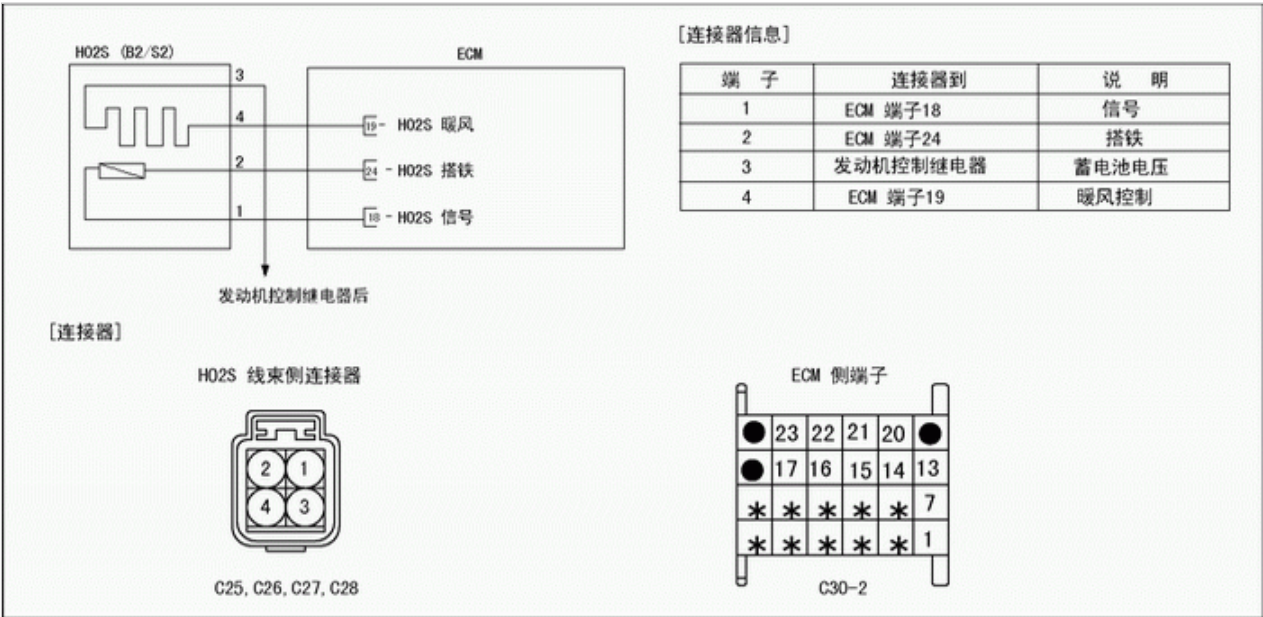 HO2S (B2/S2)
ECM
3
4
2
1
19- HO2S 暖风
24 - HO2S 搭铁
18 - HO2S 信号
发动机控制继电器后
[连接器信息]
端 子 连接器到 说 明
1 ECM 端子18 信号
2 ECM 端子24 搭铁
3 发动机控制继电器 蓄电池电压
4 ECM 端子19 暖风控制
[连接器]
HO2S 线束侧连接器
2 1
4 3
C25, C26, C27, C28
ECM 侧端子
23 22 21 20
17 16 15 14 13
* * * * * 7
* * * * * 1
C30-2